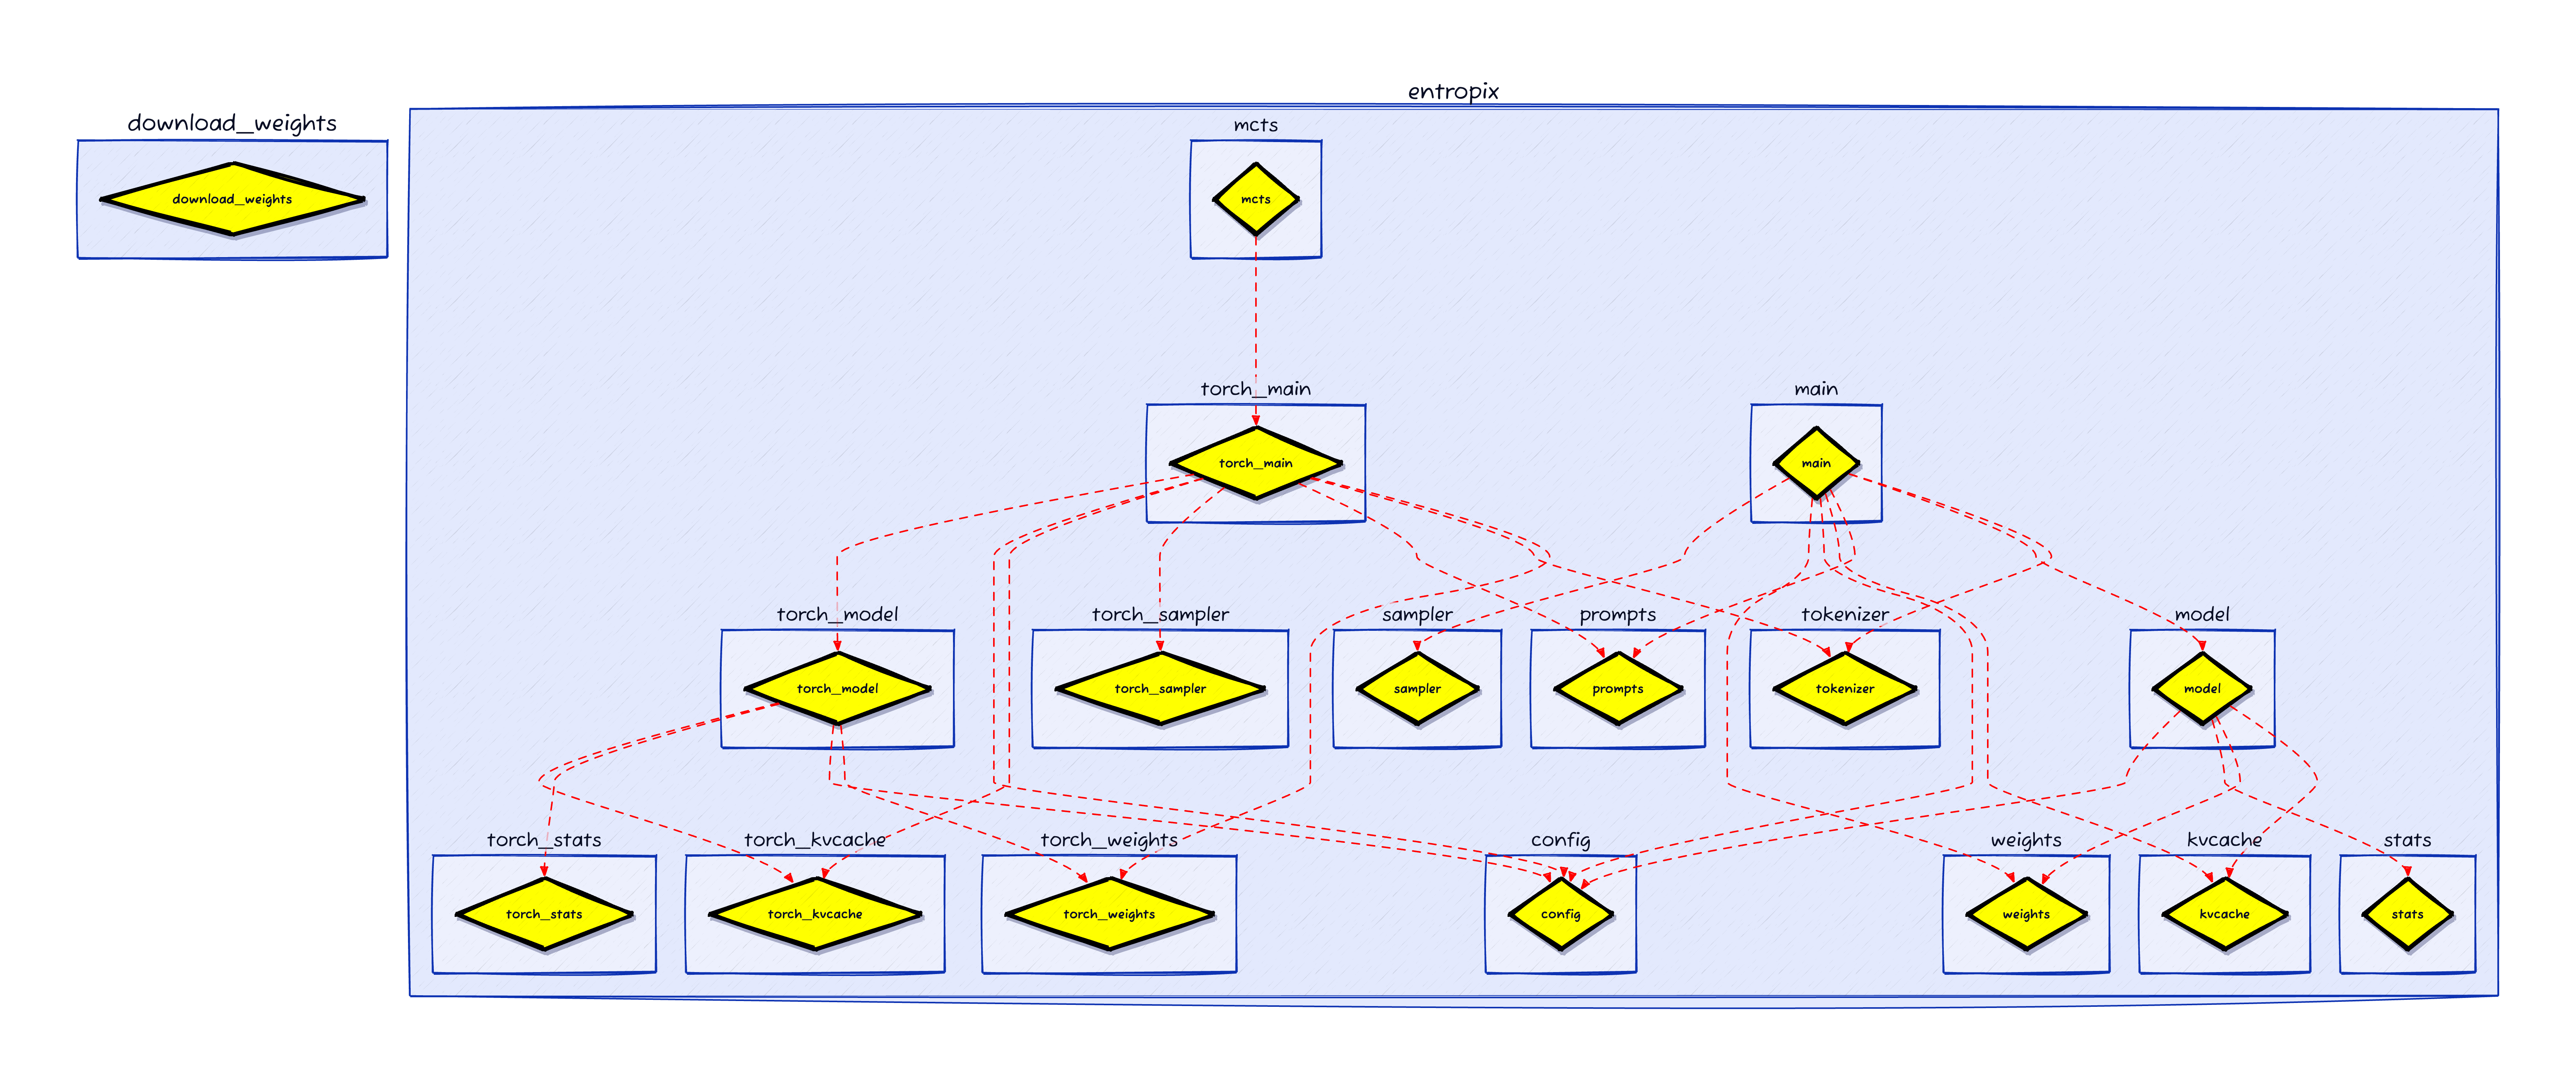 entropix
download_weights
download_weights
mcts
mcts
torch_main
torch_main
main
main
torch_model
torch_model
torch_sampler
torch_sampler
sampler
sampler
prompts
prompts
tokenizer
tokenizer
model
model
torch_stats
torch_stats
torch_kvcache
torch_kvcache
torch_weights
torch_weights
config
config
weights
weights
kvcache
kvcache
stats
stats